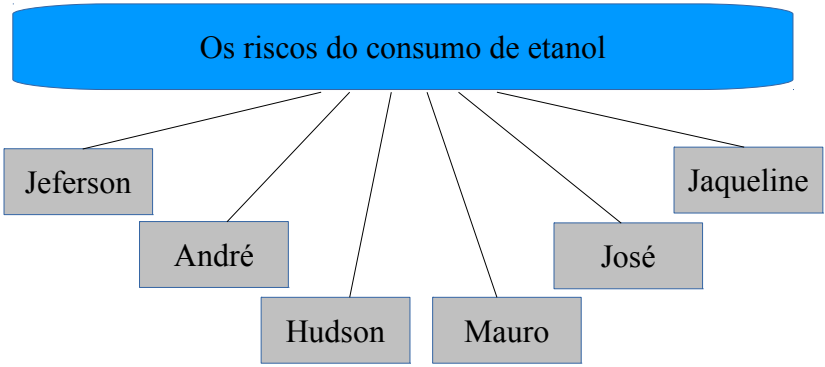 Os riscos do consumo de etanol
Jeferson
Jaqueline
André
José
Hudson
Mauro